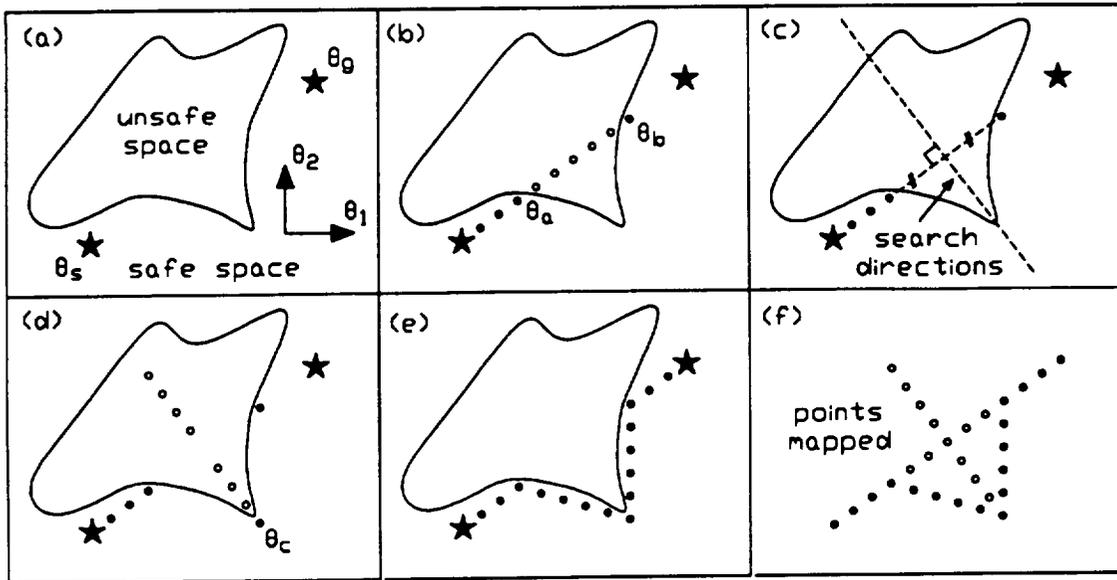 (a)
θg
unsafe
space
θ2
θ1
θs
safe space
(b)
θb
θa
(c)
search
directions
(d)
θc
(e)
(f)
points
mapped